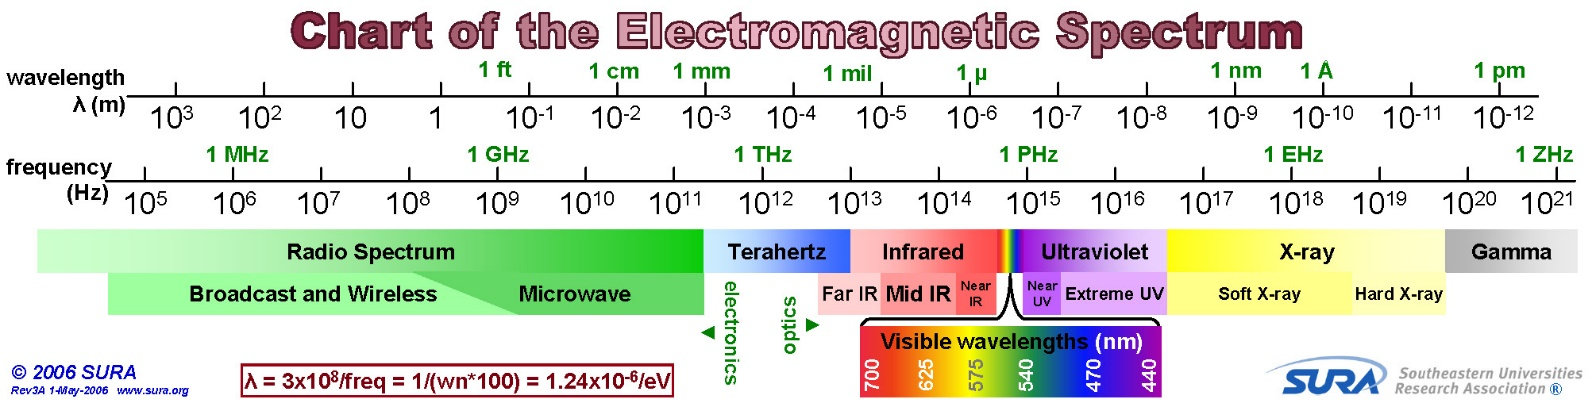 Chart of the Electromagnetic Spectrum
wavelength
λ (m)
1 ft 1 cm 1 mm 1 mil 1 µ 1 nm 1 Å 1 pm
10³ 10² 10 1 10⁻¹ 10⁻² 10⁻³ 10⁻⁴ 10⁻⁵ 10⁻⁶ 10⁻⁷ 10⁻⁸ 10⁻⁹ 10⁻¹⁰ 10⁻¹¹ 10⁻¹²
frequency
(Hz)
1 MHz 1 GHz 1 THz 1 PHz 1 EHz 1 ZHz
10⁵ 10⁶ 10⁷ 10⁸ 10⁹ 10¹⁰ 10¹¹ 10¹² 10¹³ 10¹⁴ 10¹⁵ 10¹⁶ 10¹⁷ 10¹⁸ 10¹⁹ 10²⁰ 10²¹
Radio Spectrum Terahertz Infrared Ultraviolet X-ray Gamma
Broadcast and Wireless Microwave Far IR Mid IR Near IR Near UV Extreme UV Soft X-ray Hard X-ray
electronics
optics
Visible wavelengths (nm)
700 625 575 540 470 440
© 2006 SURA
Rev3A 1-May-2006 www.sura.org
λ = 3x10⁸/freq = 1/(wn*100) = 1.24x10⁻⁶/eV
SURA
Southeastern Universities
Research Association ®